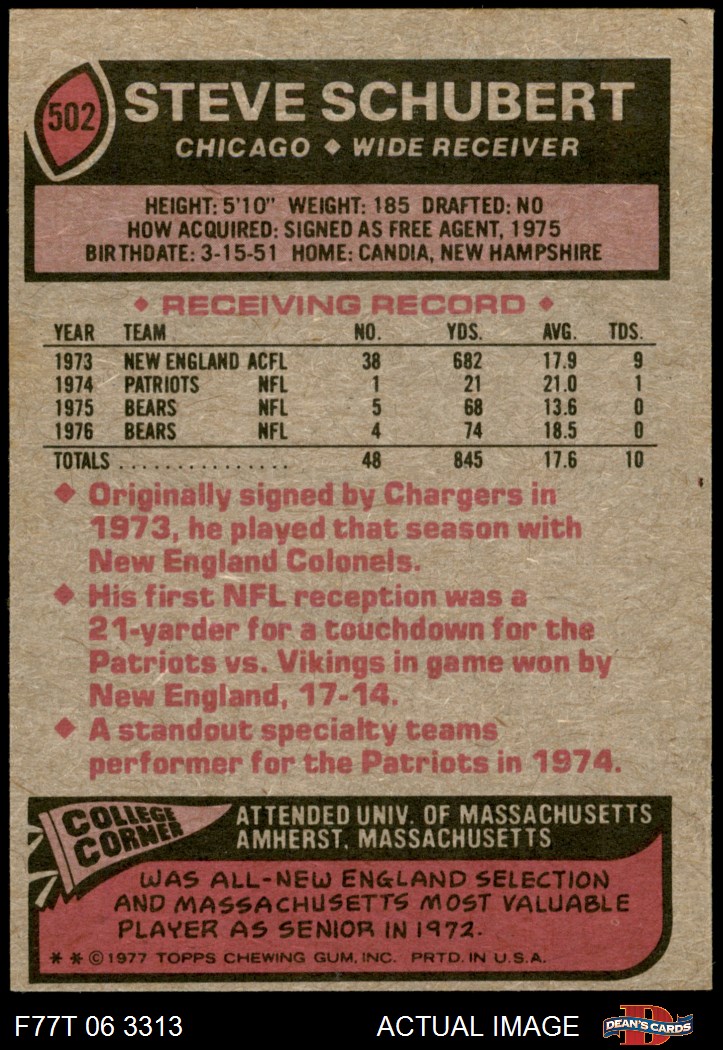 502
STEVE SCHUBERT
CHICAGO ◆ WIDE RECEIVER
HEIGHT: 5'10" WEIGHT: 185 DRAFTED: NO
HOW ACQUIRED: SIGNED AS FREE AGENT, 1975
BIRTHDATE: 3-15-51 HOME: CANDIA, NEW HAMPSHIRE
◆ RECEIVING RECORD ◆
YEAR TEAM NO. YDS. AVG. TDS.
1973 NEW ENGLAND ACFL 38 682 17.9 9
1974 PATRIOTS NFL 1 21 21.0 1
1975 BEARS NFL 5 68 13.6 0
1976 BEARS NFL 4 74 18.5 0
TOTALS . . . . . . . . . . . . . . . 48 845 17.6 10
◆ Originally signed by Chargers in
1973, he played that season with
New England Colonels.
◆ His first NFL reception was a
21-yarder for a touchdown for the
Patriots vs. Vikings in game won by
New England, 17-14.
◆ A standout specialty teams
performer for the Patriots in 1974.
COLLEGE
CORNER
ATTENDED UNIV. OF MASSACHUSETTS
AMHERST, MASSACHUSETTS
WAS ALL-NEW ENGLAND SELECTION
AND MASSACHUSETTS MOST VALUABLE
PLAYER AS SENIOR IN 1972.
* * © 1977 TOPPS CHEWING GUM, INC. PRTD. IN U.S.A.
F77T 06 3313 ACTUAL IMAGE
D
DEAN'S CARDS